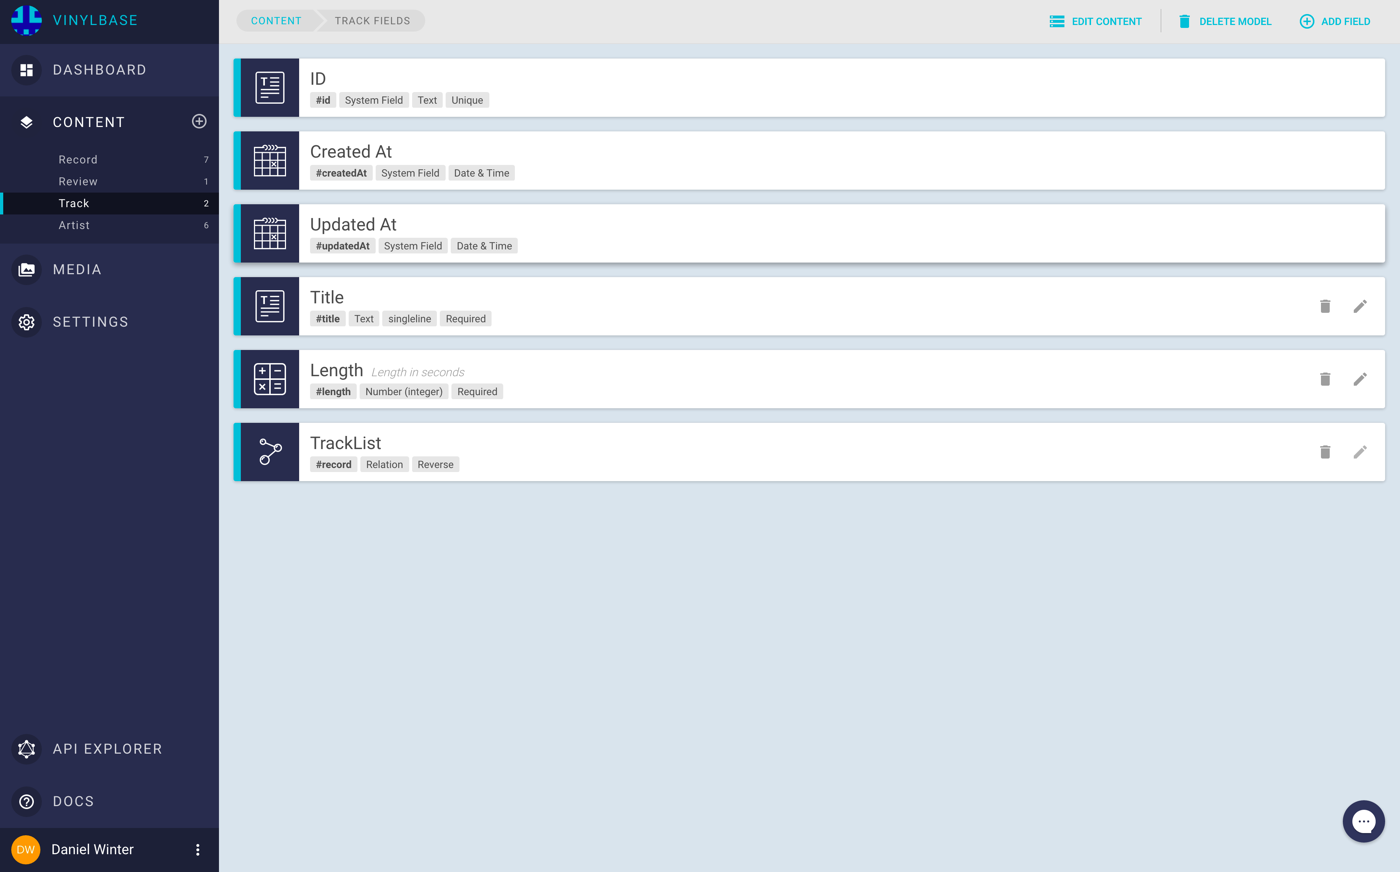 VINYLBASE
DASHBOARD
CONTENT
Record 7
Review 1
Track 2
Artist 6
MEDIA
SETTINGS
API EXPLORER
DOCS
DW Daniel Winter
CONTENT TRACK FIELDS
EDIT CONTENT DELETE MODEL ADD FIELD
ID
#id System Field Text Unique
Created At
#createdAt System Field Date & Time
Updated At
#updatedAt System Field Date & Time
Title
#title Text singleline Required
Length Length in seconds
#length Number (integer) Required
TrackList
#record Relation Reverse